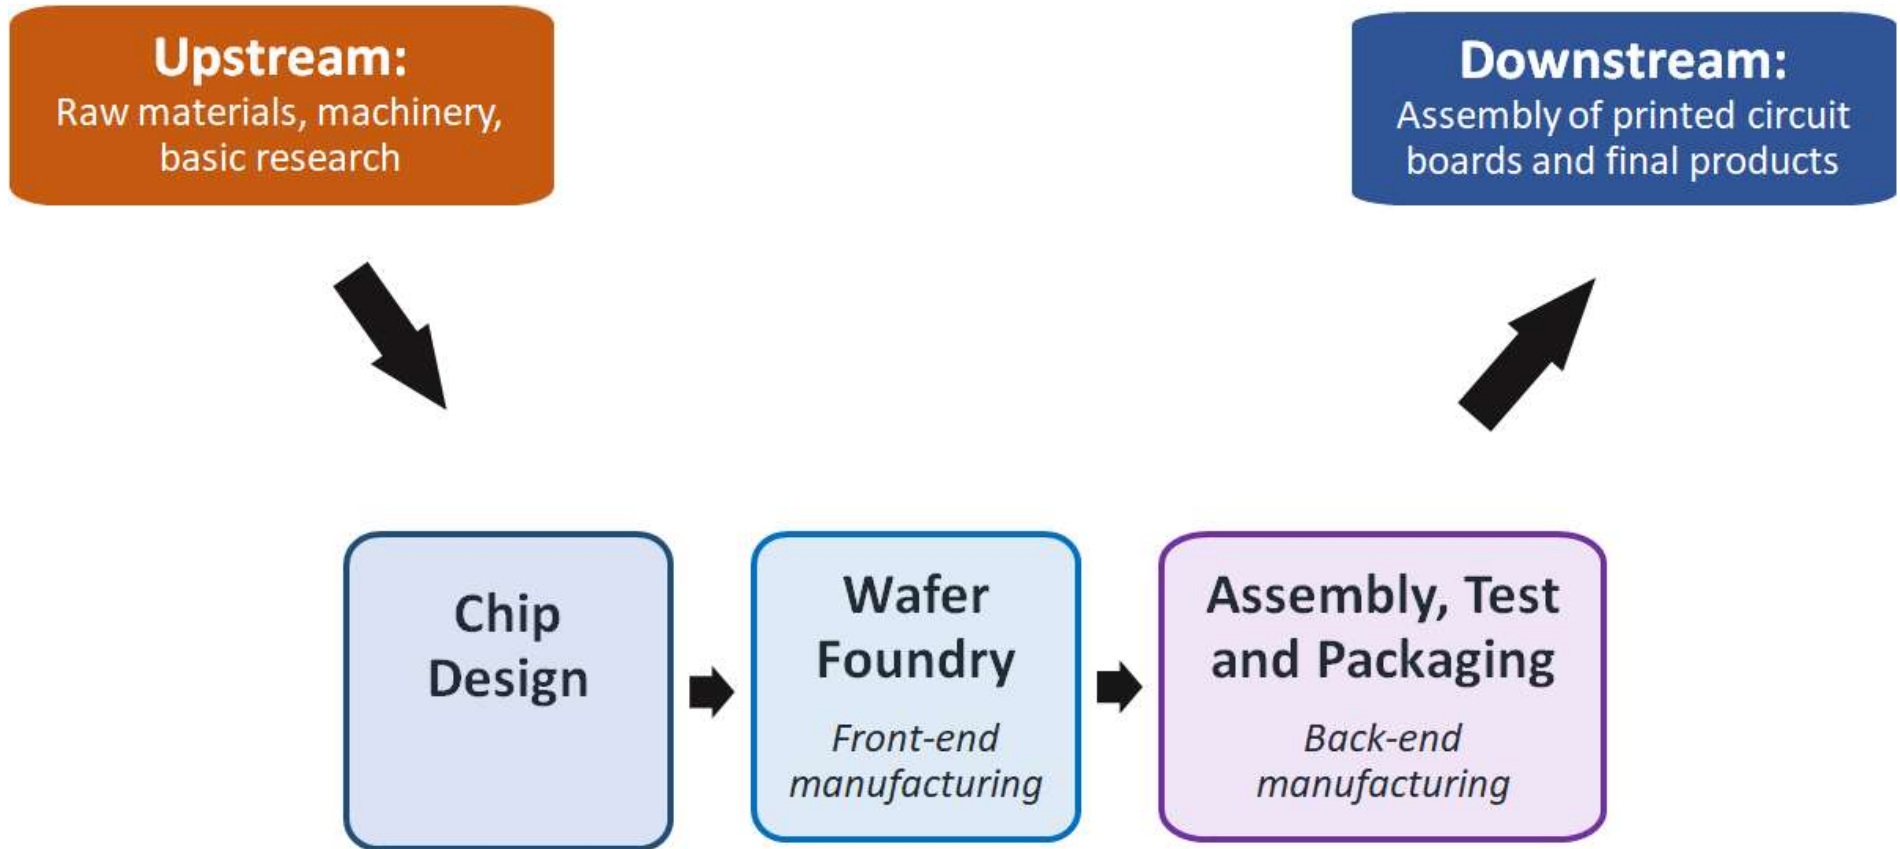 Upstream:
Raw materials, machinery,
basic research
Downstream:
Assembly of printed circuit
boards and final products
Chip
Design
Wafer
Foundry
Front-end
manufacturing
Assembly, Test
and Packaging
Back-end
manufacturing